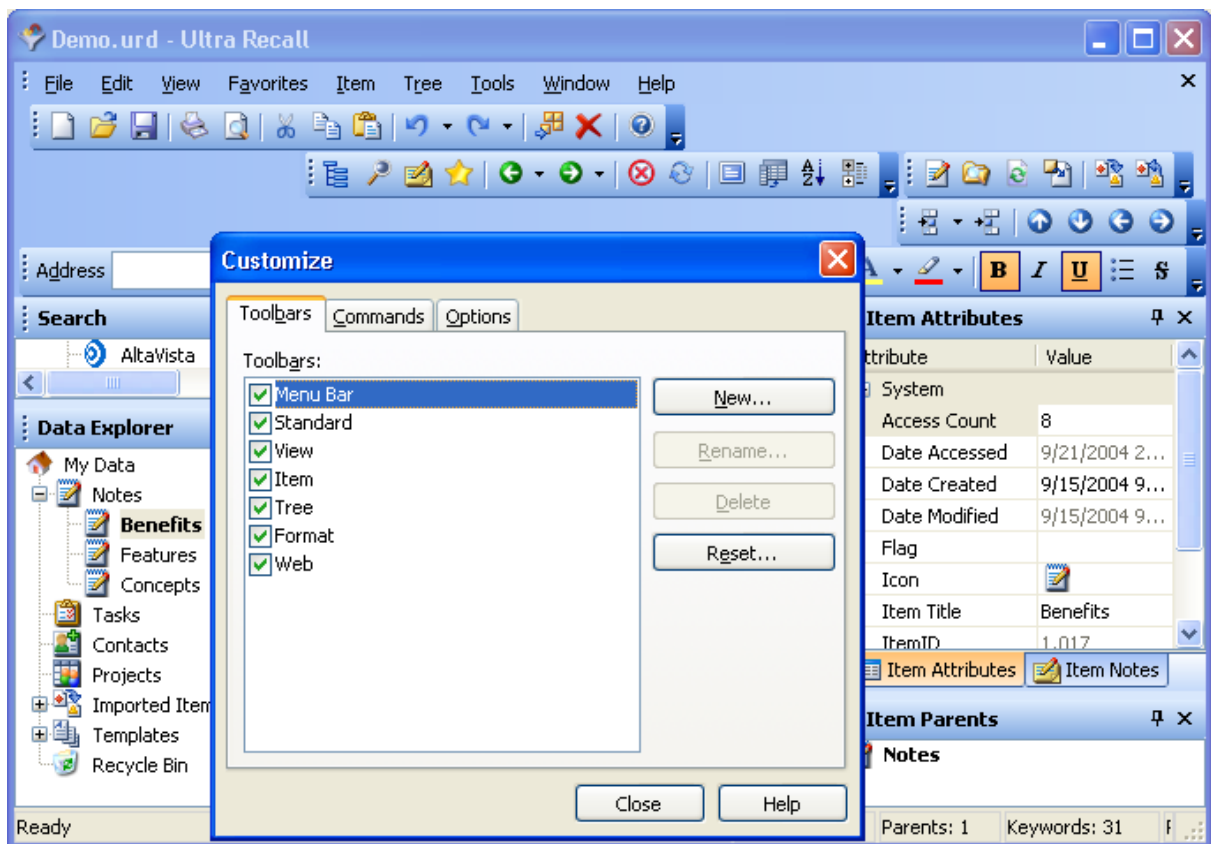 Demo.urd - Ultra Recall
File Edit View Favorites Item Tree Tools Window Help
Address
Customize
B I U S
Search
Toolbars Commands Options
Item Attributes
AltaVista
Toolbars:
ttribute Value
Menu Bar
New...
System
Standard
Access Count 8
Data Explorer
View
Rename...
Date Accessed 9/21/2004 2...
My Data
Item
Date Created 9/15/2004 9...
Notes
Tree
Delete
Date Modified 9/15/2004 9...
Benefits
Format
Flag
Features
Web
Reset...
Icon
Concepts
Item Title Benefits
Tasks
ItemID 1,017
Contacts
Item Attributes Item Notes
Projects
Imported Item
Item Parents
Templates
Notes
Recycle Bin
Close Help
Ready
Parents: 1 Keywords: 31